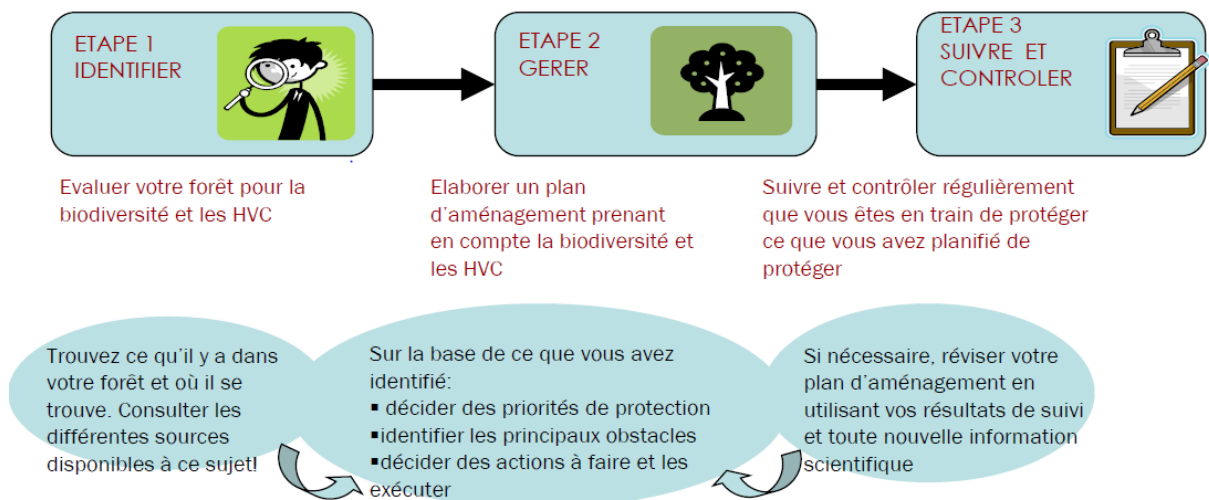 ETAPE 1
IDENTIFIER
ETAPE 2
GERER
ETAPE 3
SUIVRE ET
CONTROLER
Evaluer votre forêt pour la
biodiversité et les HVC
Elaborer un plan
d'aménagement prenant
en compte la biodiversité et
les HVC
Suivre et contrôler régulièrement
que vous êtes en train de protéger
ce que vous avez planifié de
protéger
Trouvez ce qu'il y a dans
votre forêt et où il se
trouve. Consulter les
différentes sources
disponibles à ce sujet!
Sur la base de ce que vous avez
identifié:
▪ décider des priorités de protection
▪identifier les principaux obstacles
▪décider des actions à faire et les
exécuter
Si nécessaire, réviser votre
plan d'aménagement en
utilisant vos résultats de suivi
et toute nouvelle information
scientifique